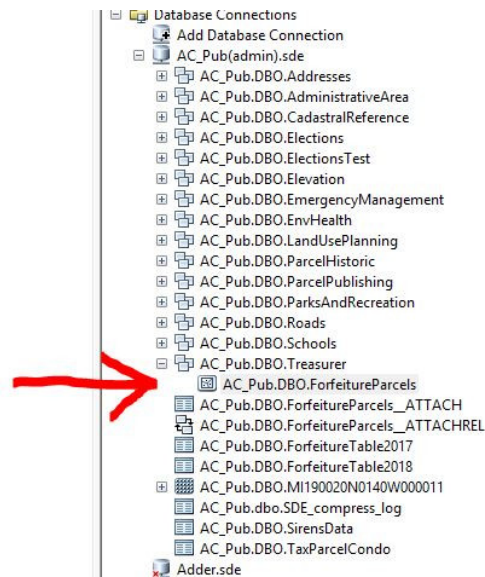 Database Connections
Add Database Connection
AC_Pub(admin).sde
AC_Pub.DBO.Addresses
AC_Pub.DBO.AdministrativeArea
AC_Pub.DBO.CadastralReference
AC_Pub.DBO.Elections
AC_Pub.DBO.ElectionsTest
AC_Pub.DBO.Elevation
AC_Pub.DBO.EmergencyManagement
AC_Pub.DBO.EnvHealth
AC_Pub.DBO.LandUsePlanning
AC_Pub.DBO.ParcelHistoric
AC_Pub.DBO.ParcelPublishing
AC_Pub.DBO.ParksAndRecreation
AC_Pub.DBO.Roads
AC_Pub.DBO.Schools
AC_Pub.DBO.Treasurer
AC_Pub.DBO.ForfeitureParcels
AC_Pub.DBO.ForfeitureParcels__ATTACH
AC_Pub.DBO.ForfeitureParcels__ATTACHREL
AC_Pub.DBO.ForfeitureTable2017
AC_Pub.DBO.ForfeitureTable2018
AC_Pub.DBO.MI190020N0140W000011
AC_Pub.dbo.SDE_compress_log
AC_Pub.DBO.SirensData
AC_Pub.DBO.TaxParcelCondo
Adder.sde